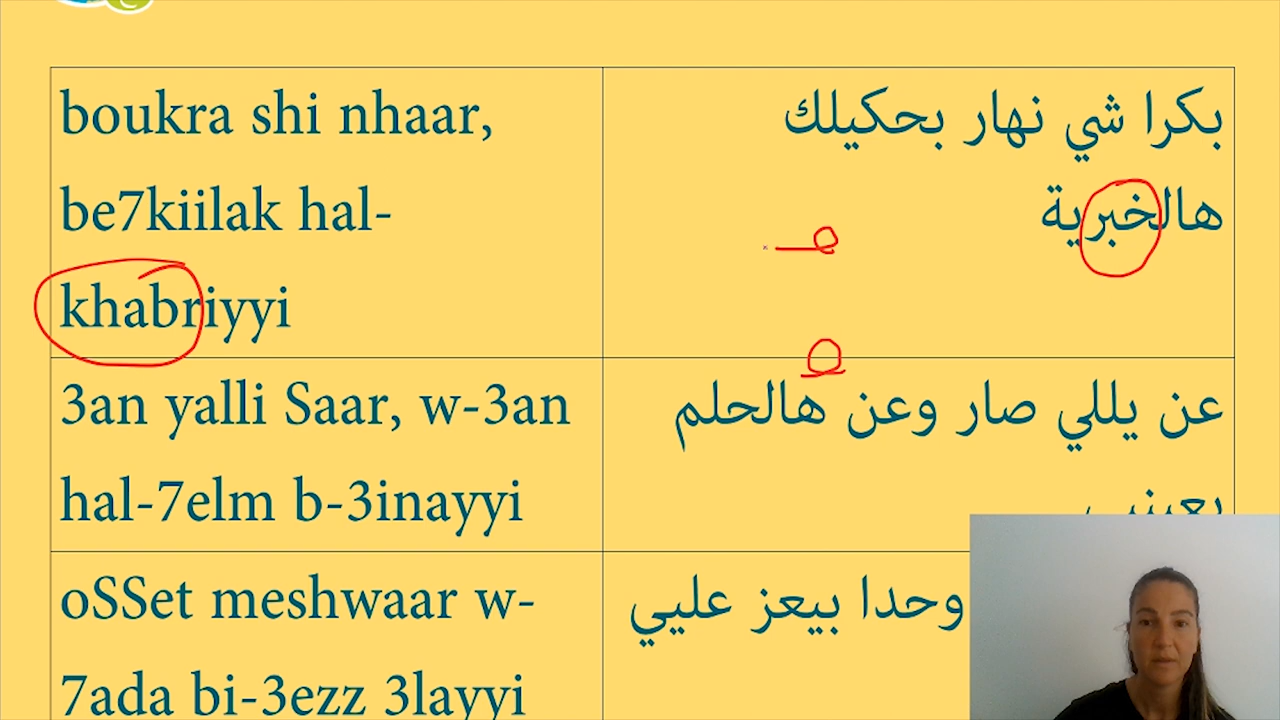 boukra shi nhaar,
be7kiilak hal-
khabriyyi
بكرا شي نهار بحكيلك
هالخبرية
3an yalli Saar, w-3an
hal-7elm b-3inayyi
عن يللي صار وعن هالحلم
oSSet meshwaar w-
7ada bi-3ezz 3layyi
وحدا بيعز عليي